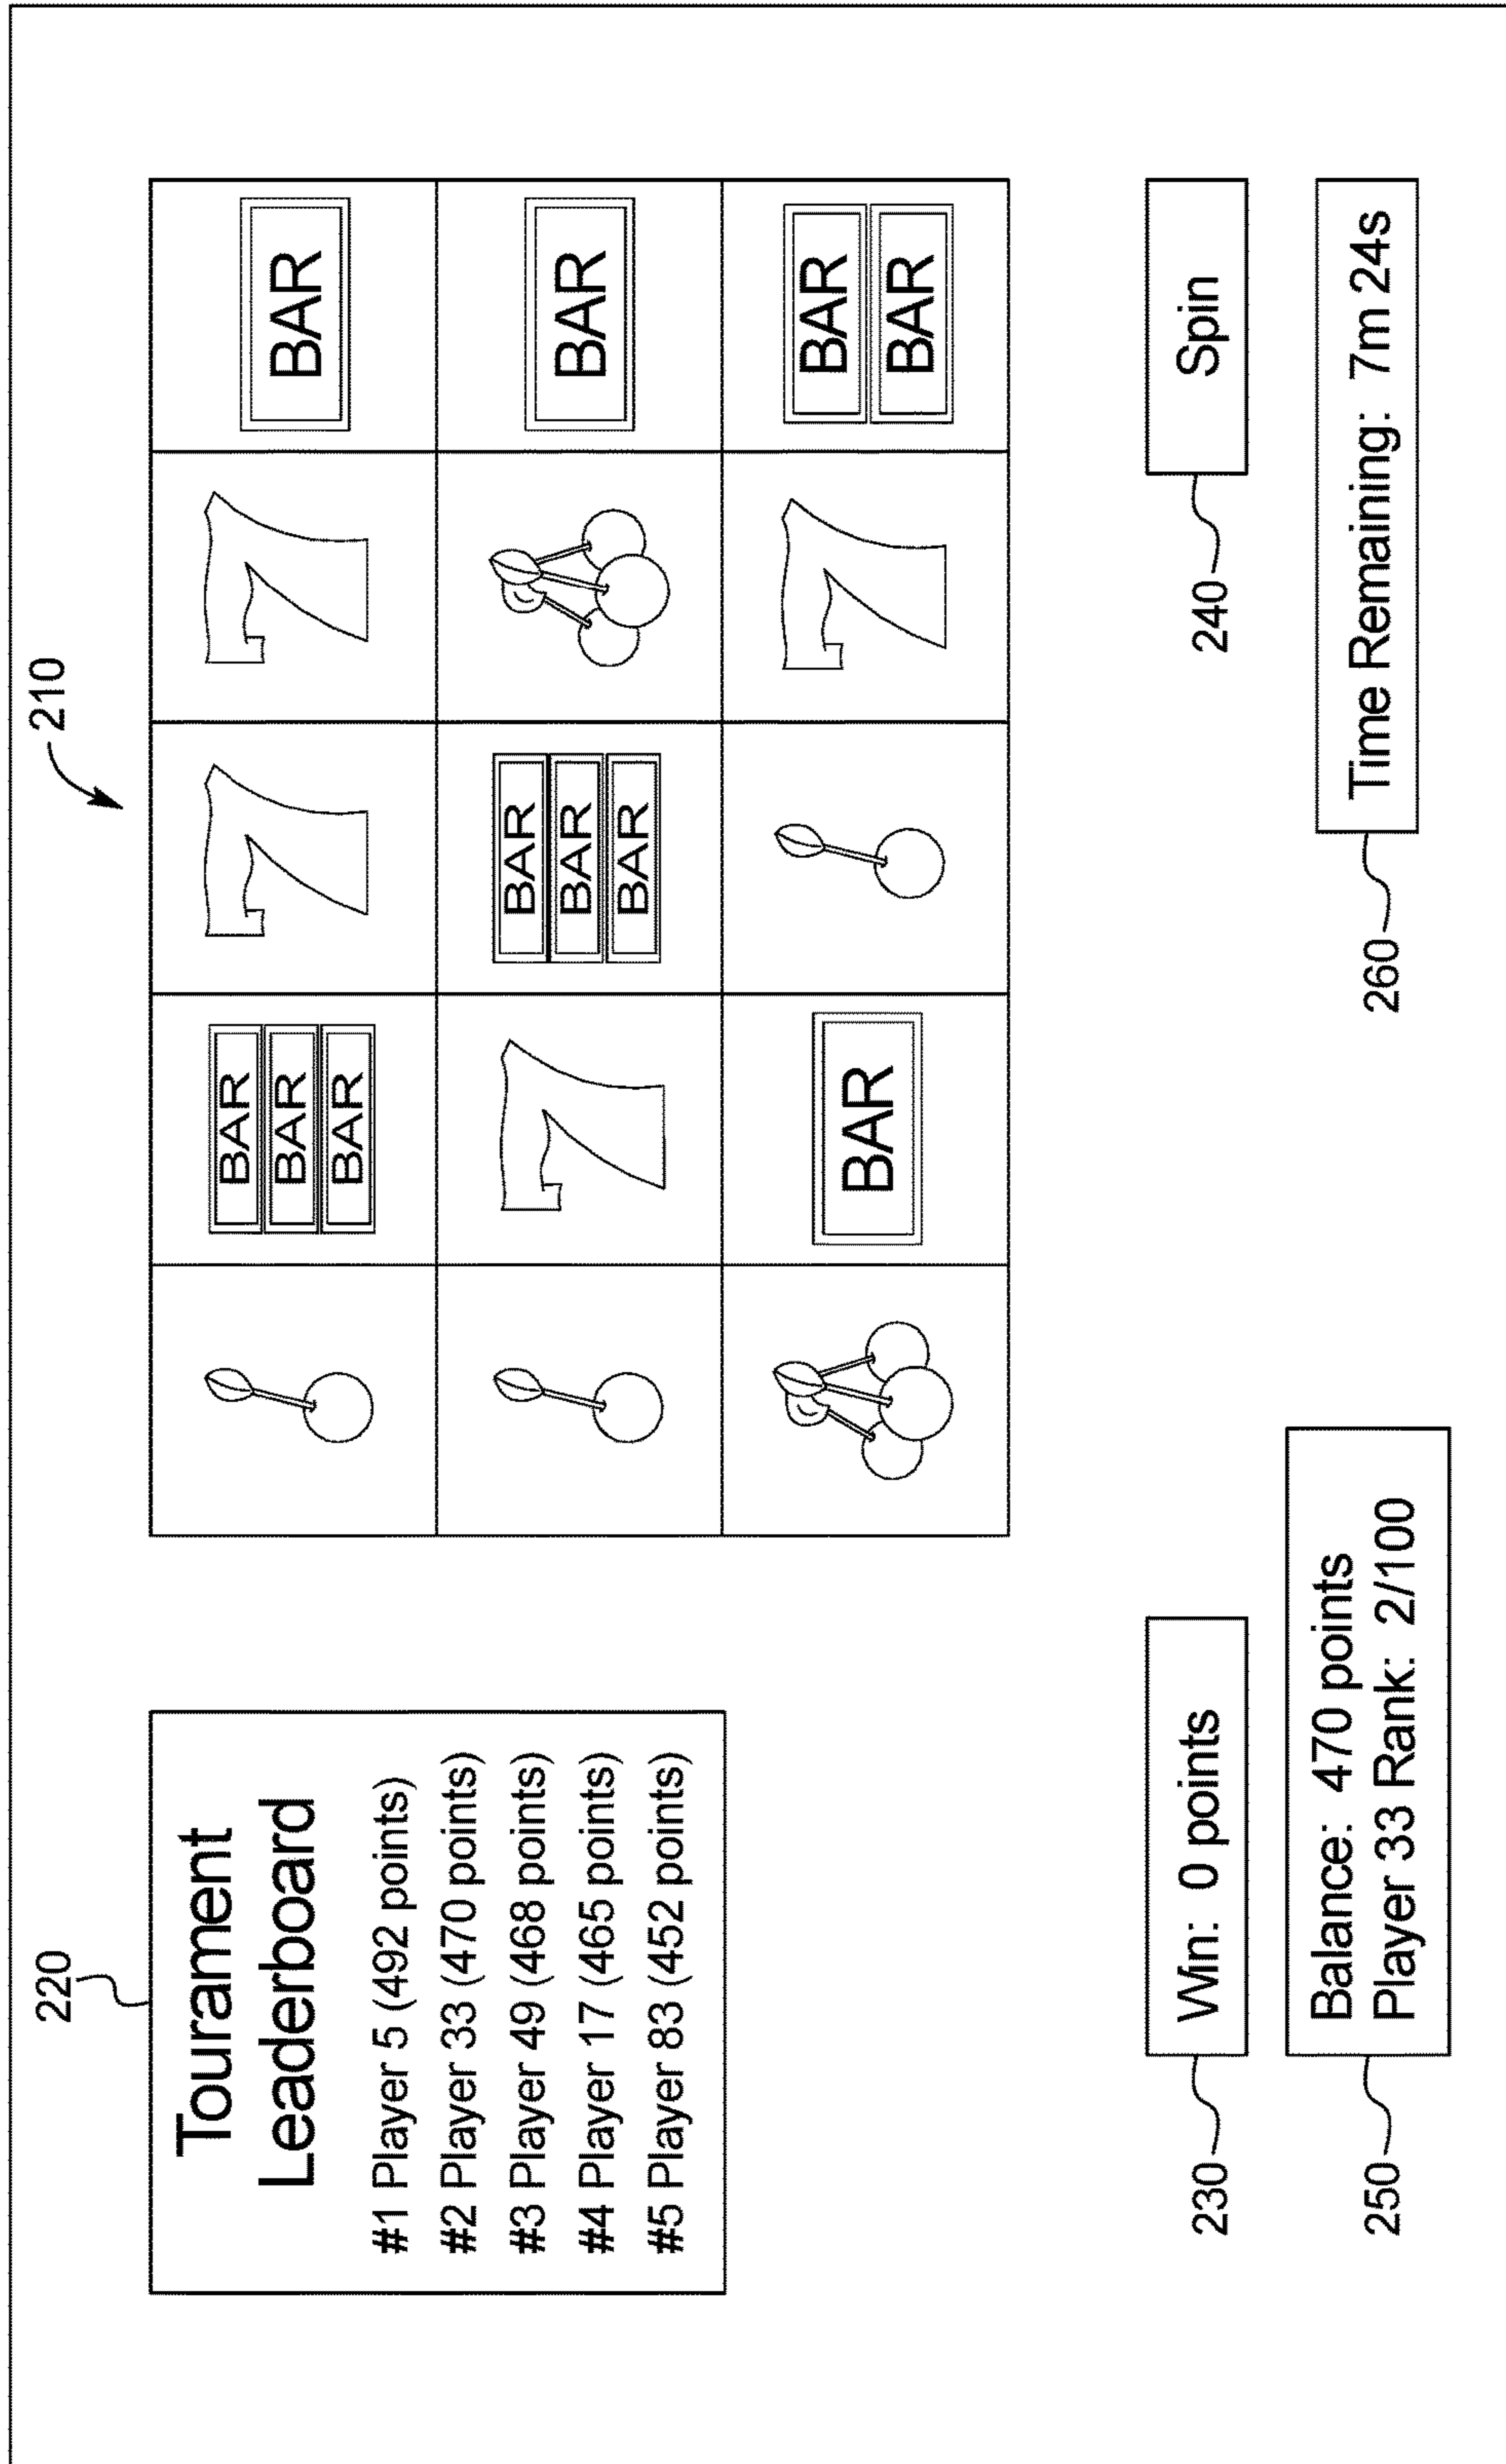 210
220
Tourament
Leaderboard
#1 Player 5 (492 points)
#2 Player 33 (470 points)
#3 Player 49 (468 points)
#4 Player 17 (465 points)
#5 Player 83 (452 points)
BAR
BAR
BAR
BAR
BAR
BAR
BAR
BAR
BAR
BAR
BAR
230
Win: 0 points
240
Spin
250
Balance: 470 points
Player 33 Rank: 2/100
260
Time Remaining: 7m 24s